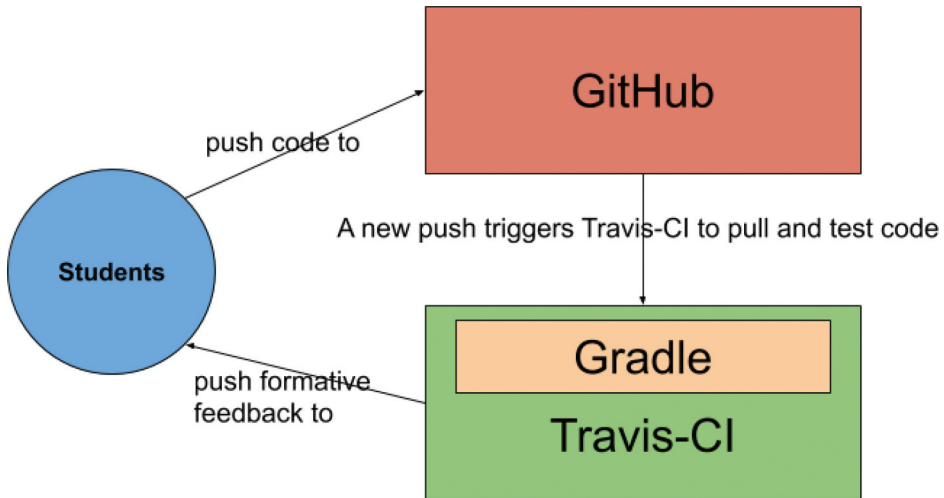 GitHub
push code to
A new push triggers Travis-CI to pull and test code
Students
Gradle
push formative
feedback to
Travis-CI